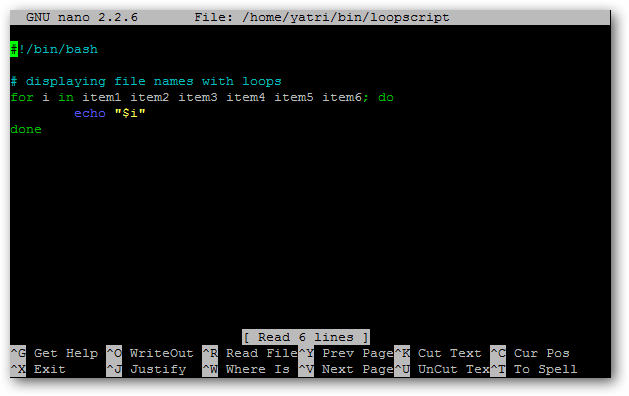 GNU nano 2.2.6 File: /home/yatri/bin/loopscript
#!/bin/bash
# displaying file names with loops
for i in item1 item2 item3 item4 item5 item6; do
echo "$i"
done
[ Read 6 lines ]
^G Get Help ^O WriteOut ^R Read File^Y Prev Page^K Cut Text ^C Cur Pos
^X Exit ^J Justify ^W Where Is ^V Next Page^U UnCut Tex^T To Spell